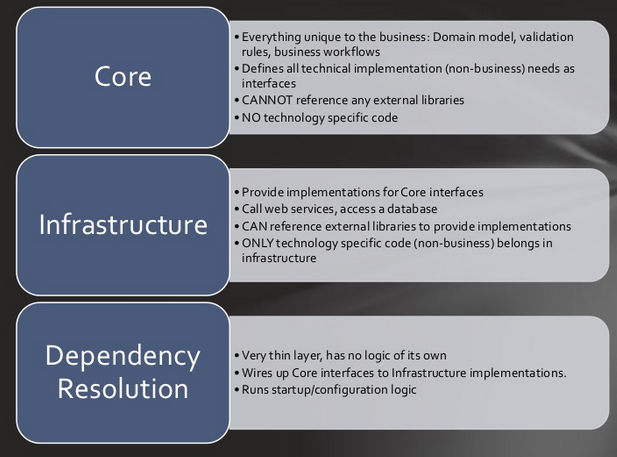 Core
• Everything unique to the business: Domain model, validation
rules, business workflows
• Defines all technical implementation (non-business) needs as
interfaces
• CANNOT reference any external libraries
• NO technology specific code
Infrastructure
• Provide implementations for Core interfaces
• Call web services, access a database
• CAN reference external libraries to provide implementations
• ONLY technology specific code (non-business) belongs in
infrastructure
Dependency
Resolution
• Very thin layer, has no logic of its own
• Wires up Core interfaces to Infrastructure implementations.
• Runs startup/configuration logic